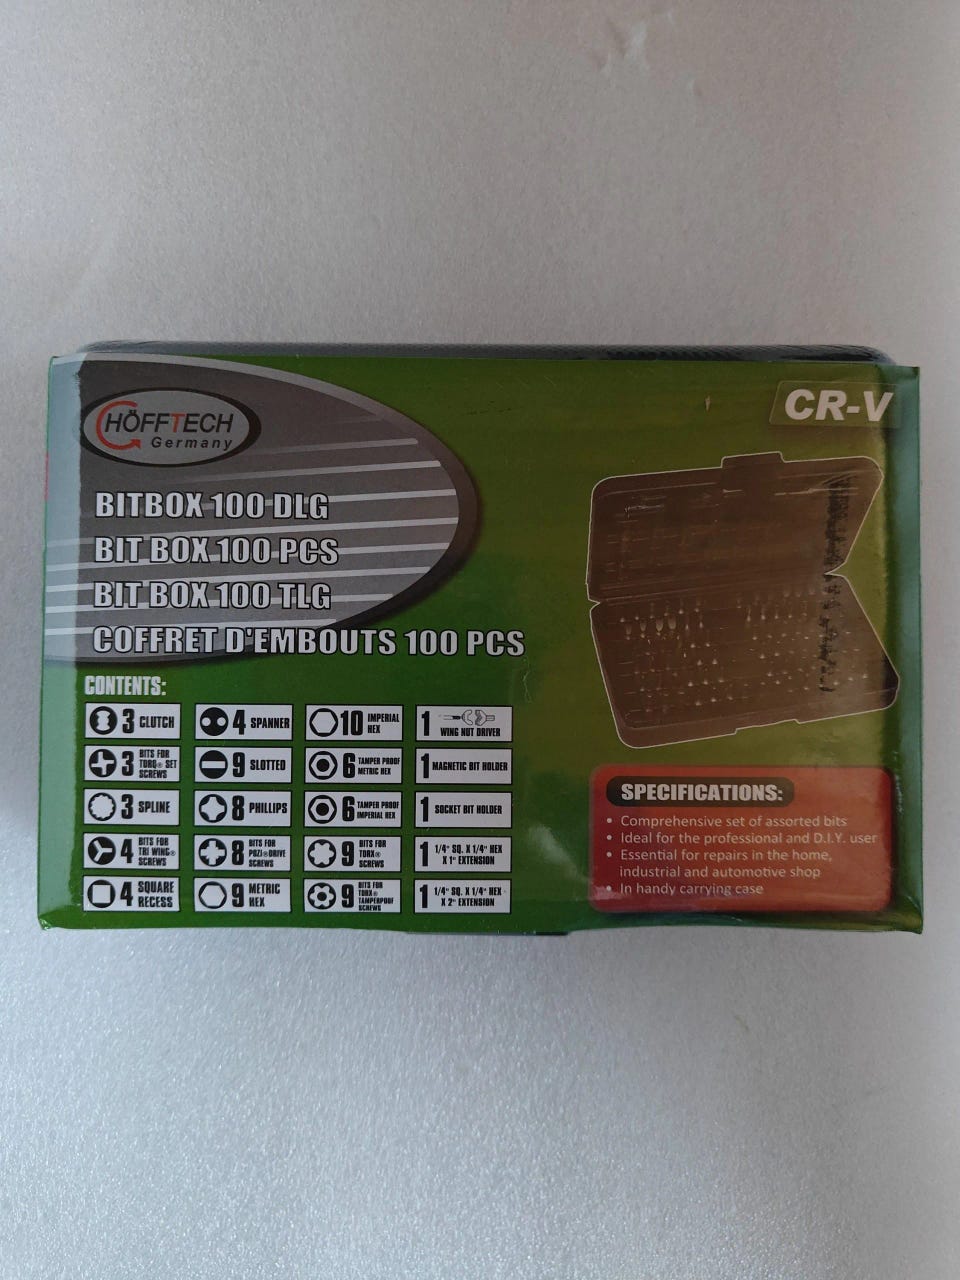 HÖFFTECH
Germany
CR-V
BITBOX 100 DLG
BIT BOX 100 PCS
BIT BOX 100 TLG
COFFRET D'EMBOUTS 100 PCS
CONTENTS:
3 CLUTCH
3 BITS FOR
TORQ® SET
SCREWS
3 SPLINE
4 BITS FOR
TRI WING®
SCREWS
4 SQUARE
RECESS
4 SPANNER
9 SLOTTED
8 PHILLIPS
8 BITS FOR
POZI®DRIVE
SCREWS
9 METRIC
HEX
10 IMPERIAL
HEX
6 TAMPER PROOF
METRIC HEX
6 TAMPER PROOF
IMPERIAL HEX
9 BITS FOR
TORX®
SCREWS
9 BITS FOR
TORX®
TAMPERPROOF
SCREWS
1 WING NUT DRIVER
1 MAGNETIC BIT HOLDER
1 SOCKET BIT HOLDER
1 1/4" SQ. X 1/4" HEX
X 1" EXTENSION
1 1/4" SQ. X 1/4" HEX
X 2" EXTENSION
SPECIFICATIONS:
• Comprehensive set of assorted bits
• Ideal for the professional and D.I.Y. user
• Essential for repairs in the home,
industrial and automotive shop
• In handy carrying case